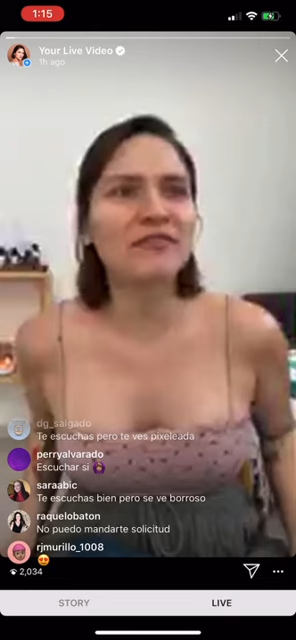 1:15
Your Live Video
1h ago
dg_salgado
Te escuchas pero te ves pixeleada
perryalvarado
Escuchar si
saraabic
Te escuchas bien pero se ve borroso
raquelobaton
No puedo mandarte solicitud
rjmurillo_1008
2,034
STORY
LIVE